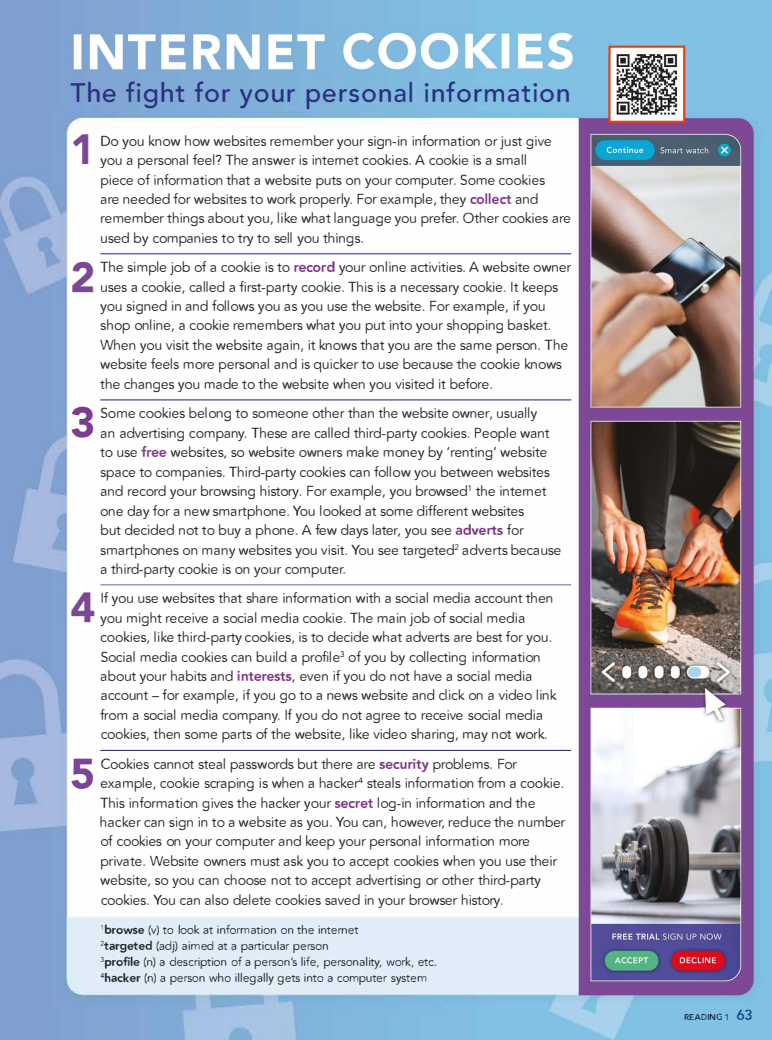 INTERNET COOKIES
The fight for your personal information
1
Do you know how websites remember your sign-in information or just give
you a personal feel? The answer is internet cookies. A cookie is a small
piece of information that a website puts on your computer. Some cookies
are needed for websites to work properly. For example, they collect and
remember things about you, like what language you prefer. Other cookies are
used by companies to try to sell you things.
2
The simple job of a cookie is to record your online activities. A website owner
uses a cookie, called a first-party cookie. This is a necessary cookie. It keeps
you signed in and follows you as you use the website. For example, if you
shop online, a cookie remembers what you put into your shopping basket.
When you visit the website again, it knows that you are the same person. The
website feels more personal and is quicker to use because the cookie knows
the changes you made to the website when you visited it before.
3
Some cookies belong to someone other than the website owner, usually
an advertising company. These are called third-party cookies. People want
to use free websites, so website owners make money by ‘renting’ website
space to companies. Third-party cookies can follow you between websites
and record your browsing history. For example, you browsed¹ the internet
one day for a new smartphone. You looked at some different websites
but decided not to buy a phone. A few days later, you see adverts for
smartphones on many websites you visit. You see targeted² adverts because
a third-party cookie is on your computer.
4
If you use websites that share information with a social media account then
you might receive a social media cookie. The main job of social media
cookies, like third-party cookies, is to decide what adverts are best for you.
Social media cookies can build a profile³ of you by collecting information
about your habits and interests, even if you do not have a social media
account – for example, if you go to a news website and click on a video link
from a social media company. If you do not agree to receive social media
cookies, then some parts of the website, like video sharing, may not work.
5
Cookies cannot steal passwords but there are security problems. For
example, cookie scraping is when a hacker⁴ steals information from a cookie.
This information gives the hacker your secret log-in information and the
hacker can sign in to a website as you. You can, however, reduce the number
of cookies on your computer and keep your personal information more
private. Website owners must ask you to accept cookies when you use their
website, so you can choose not to accept advertising or other third-party
cookies. You can also delete cookies saved in your browser history.
¹browse (v) to look at information on the internet
²targeted (adj) aimed at a particular person
³profile (n) a description of a person’s life, personality, work, etc.
⁴hacker (n) a person who illegally gets into a computer system
Continue Smart watch
FREE TRIAL SIGN UP NOW
ACCEPT DECLINE
READING 1 63